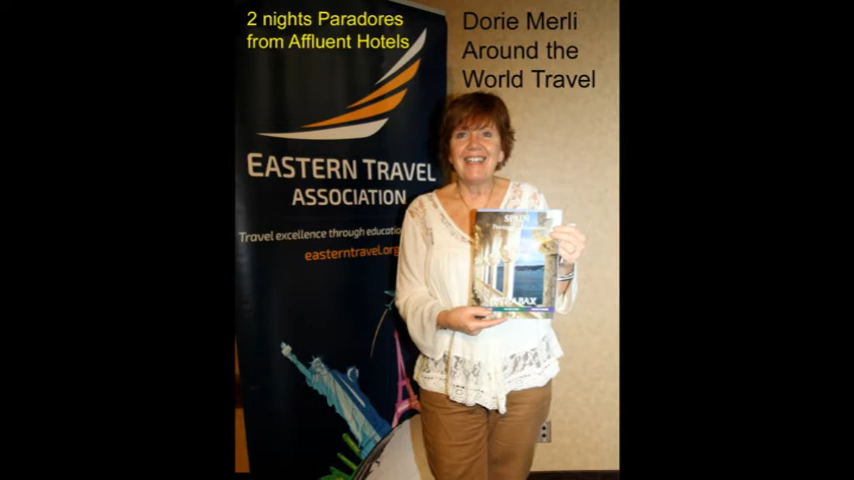 2 nights Paradores
from Affluent Hotels
Dorie Merli
Around the
World Travel
EASTERN TRAVEL
ASSOCIATION
Travel excellence through educatio
easterntravel.org
SPAIN